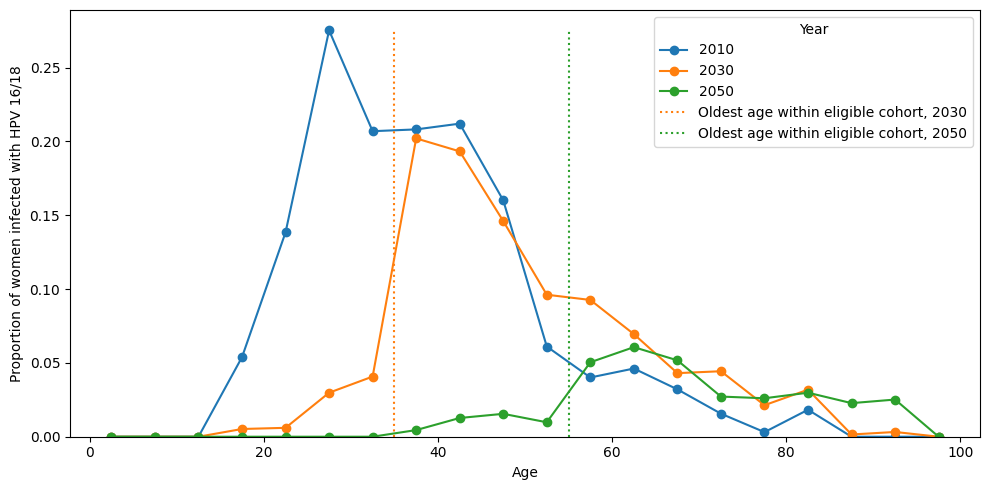 Year
2010
2030
2050
Oldest age within eligible cohort, 2030
Oldest age within eligible cohort, 2050
Proportion of women infected with HPV 16/18
0.25
0.20
0.15
0.10
0.05
0.00
0 20 40 60 80 100
Age